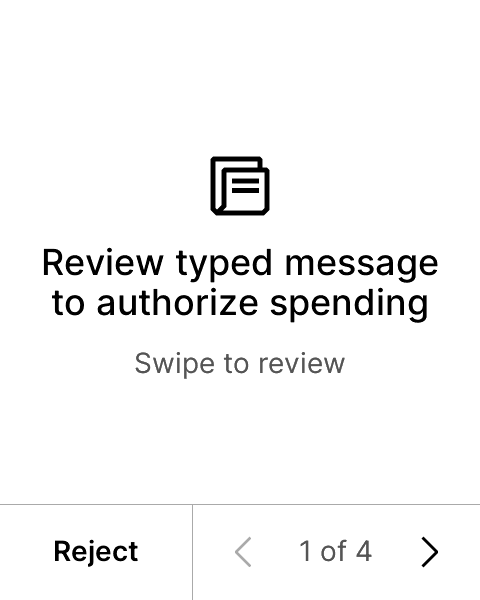 Review typed message
to authorize spending
Swipe to review
Reject
1 of 4